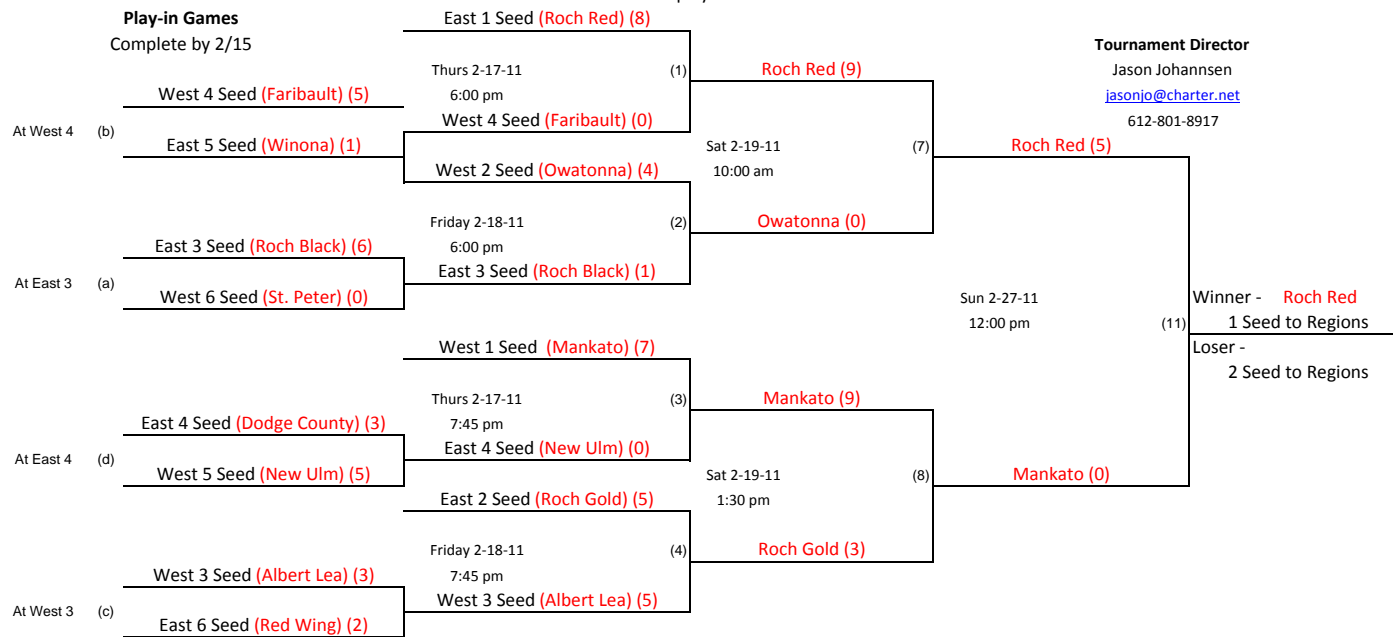 Play-in Games
Complete by 2/15
East 1 Seed (Roch Red) (8)
Tournament Director
Jason Johannsen
jasonjo@charter.net
612-801-8917
Thurs 2-17-11
6:00 pm
(1)
Roch Red (9)
West 4 Seed (Faribault) (5)
At West 4 (b)
West 4 Seed (Faribault) (0)
East 5 Seed (Winona) (1)
Sat 2-19-11
10:00 am
(7)
Roch Red (5)
West 2 Seed (Owatonna) (4)
Friday 2-18-11
6:00 pm
(2)
Owatonna (0)
East 3 Seed (Roch Black) (6)
At East 3 (a)
East 3 Seed (Roch Black) (1)
West 6 Seed (St. Peter) (0)
Sun 2-27-11
12:00 pm
(11)
Winner - Roch Red
1 Seed to Regions
Loser -
2 Seed to Regions
West 1 Seed (Mankato) (7)
Thurs 2-17-11
7:45 pm
(3)
Mankato (9)
East 4 Seed (Dodge County) (3)
At East 4 (d)
East 4 Seed (New Ulm) (0)
West 5 Seed (New Ulm) (5)
Sat 2-19-11
1:30 pm
(8)
Mankato (0)
East 2 Seed (Roch Gold) (5)
Friday 2-18-11
7:45 pm
(4)
Roch Gold (3)
West 3 Seed (Albert Lea) (3)
At West 3 (c)
West 3 Seed (Albert Lea) (5)
East 6 Seed (Red Wing) (2)